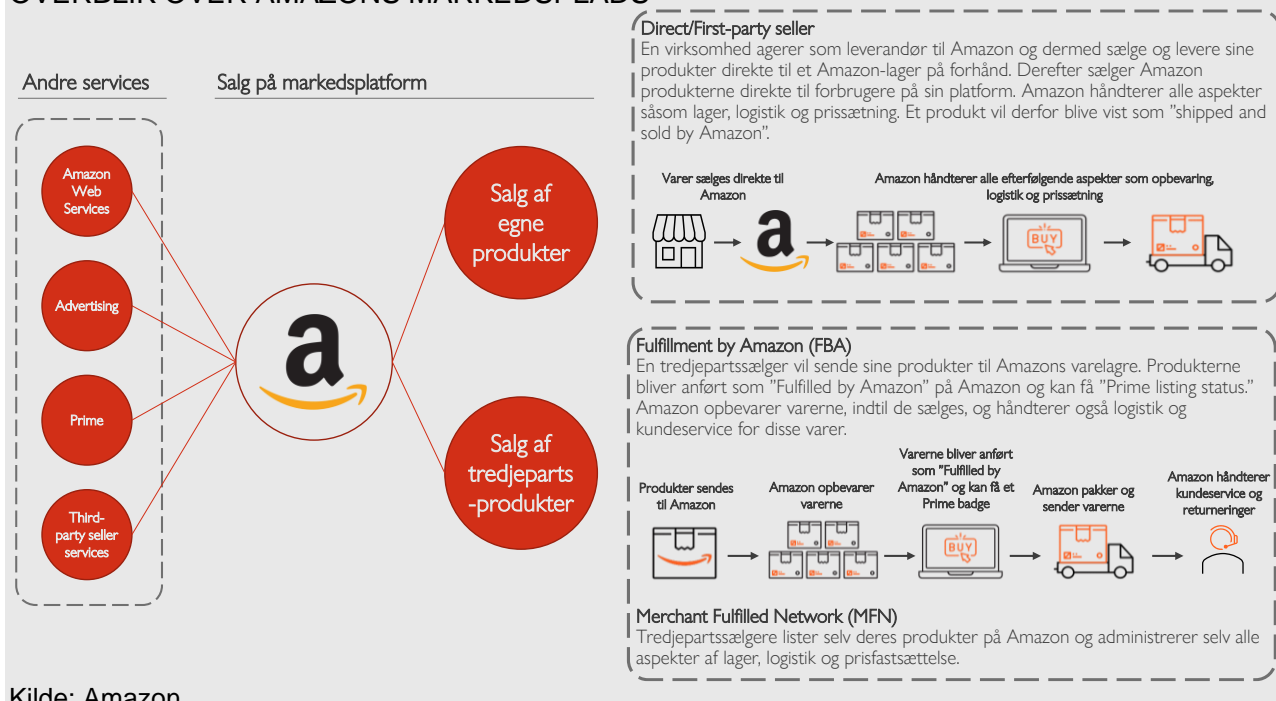 OVERBLIK OVER AMAZONS MARKEDSPLADS
Andre services
Salg på markedsplatform
Amazon
Web
Services
Advertising
Prime
Third-
party seller
services
a
Salg af
egne
produkter
Salg af
tredjeparts
-produkter
Direct/First-party seller
En virksomhed agerer som leverandør til Amazon og dermed sælge og levere sine
produkter direkte til et Amazon-lager på forhånd. Derefter sælger Amazon
produkterne direkte til forbrugere på sin platform. Amazon håndterer alle aspekter
såsom lager, logistik og prissætning. Et produkt vil derfor blive vist som ”shipped and
sold by Amazon”.
Varer sælges direkte til
Amazon
Amazon håndterer alle efterfølgende aspekter som opbevaring,
logistik og prissætning
a
BUY
Fulfillment by Amazon (FBA)
En tredjepartssælger vil sende sine produkter til Amazons varelagre. Produkterne
bliver anført som ”Fulfilled by Amazon” på Amazon og kan få ”Prime listing status.”
Amazon opbevarer varerne, indtil de sælges, og håndterer også logistik og
kundeservice for disse varer.
Produkter sendes
til Amazon
Amazon opbevarer
varerne
Varerne bliver anført
som ”Fulfilled by
Amazon” og kan få et
Prime badge
Amazon pakker og
sender varerne
Amazon håndterer
kundeservice og
returneringer
BUY
Merchant Fulfilled Network (MFN)
Tredjepartssælgere lister selv deres produkter på Amazon og administrerer selv alle
aspekter af lager, logistik og prisfastsættelse.
Kilde: Amazon